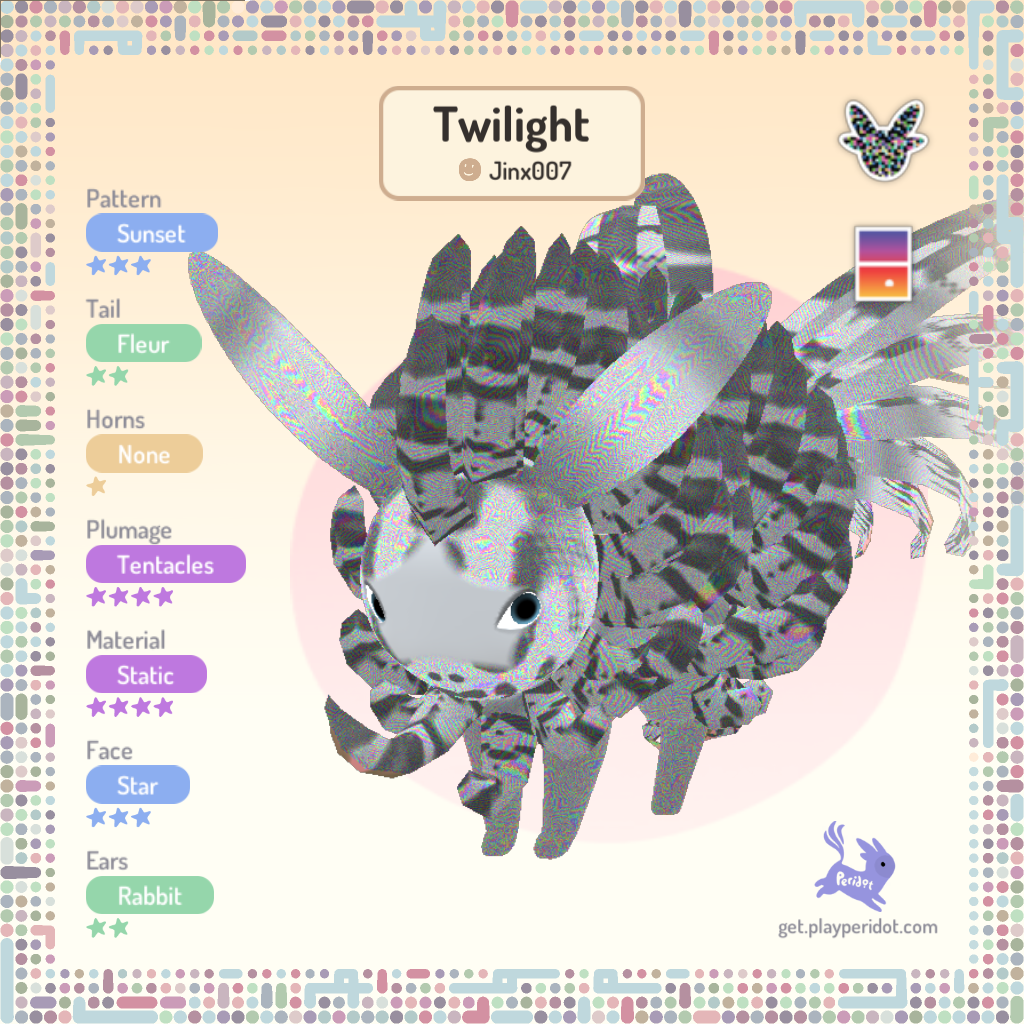 Twilight
Jinx007
Pattern
Sunset
Tail
Fleur
Horns
None
Plumage
Tentacles
Material
Static
Face
Star
Ears
Rabbit
Peridot
get.playperidot.com